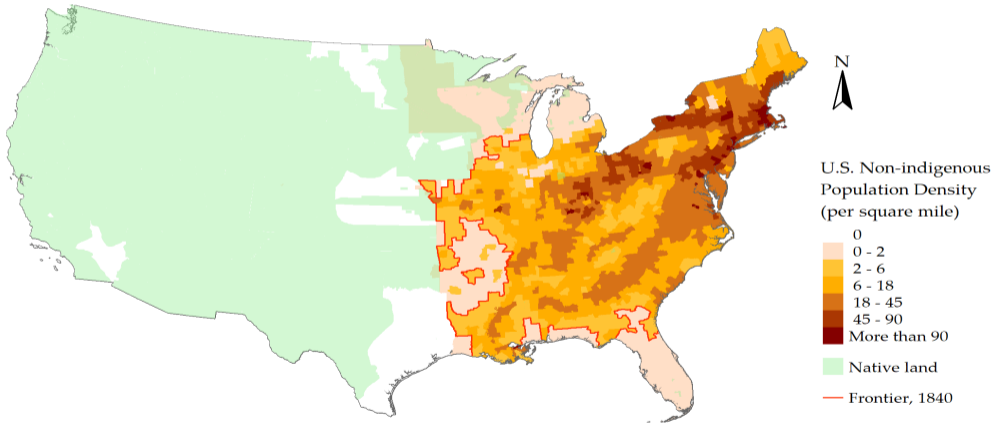 N
U.S. Non-indigenous
Population Density
(per square mile)
0
0 - 2
2 - 6
6 - 18
18 - 45
45 - 90
More than 90
Native land
Frontier, 1840